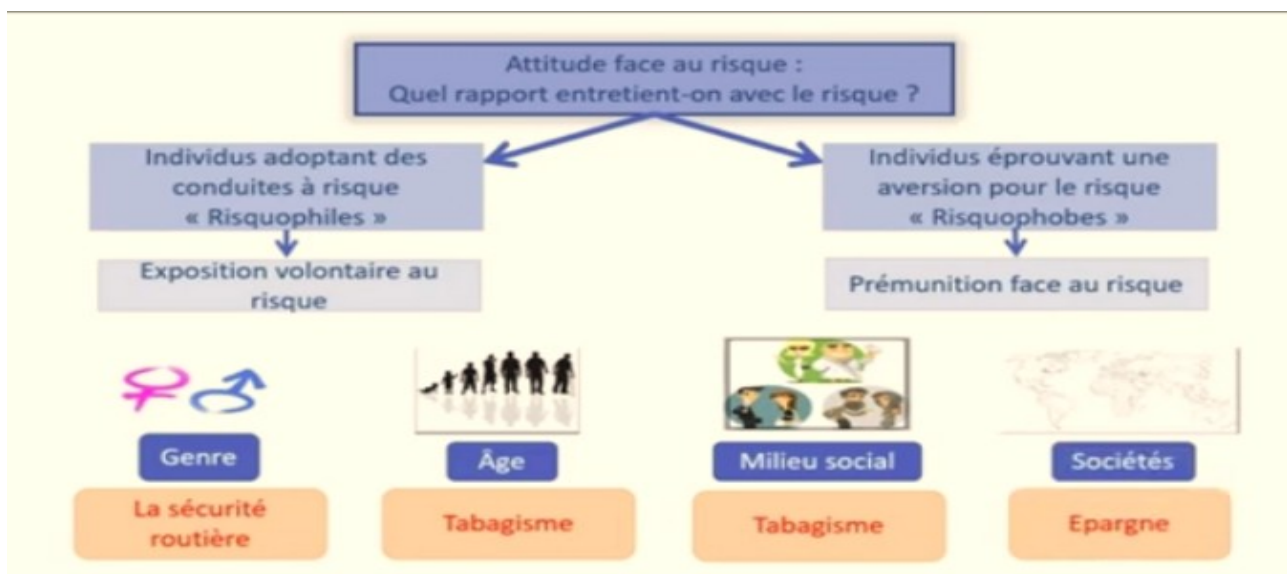 Attitude face au risque :
Quel rapport entretient-on avec le risque ?
Individus adoptant des
conduites à risque
« Risquophiles »
Individus éprouvant une
aversion pour le risque
« Risquophobes »
Exposition volontaire au
risque
Prémunition face au risque
Genre
Âge
Milieu social
Sociétés
La sécurité
routière
Tabagisme
Tabagisme
Epargne